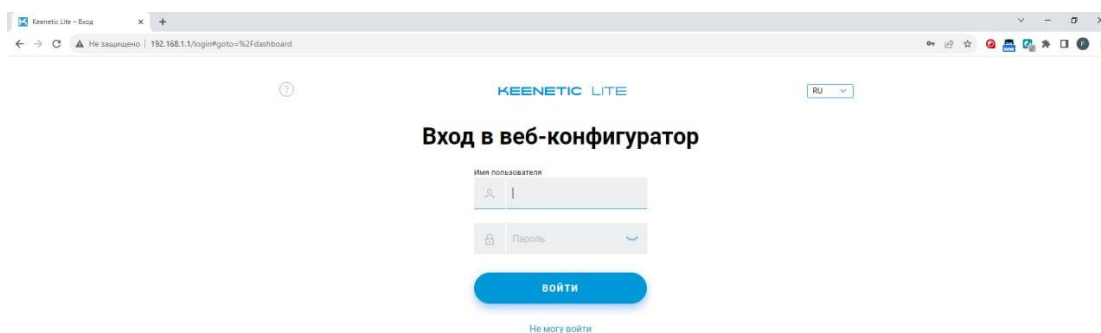 Keenetic Lite – Вход
Не защищено 192.168.1.1/login#goto=%2Fdashboard
KEENETIC LITE
RU
Вход в веб-конфигуратор
Имя пользователя
Пароль
ВОЙТИ
Не могу войти